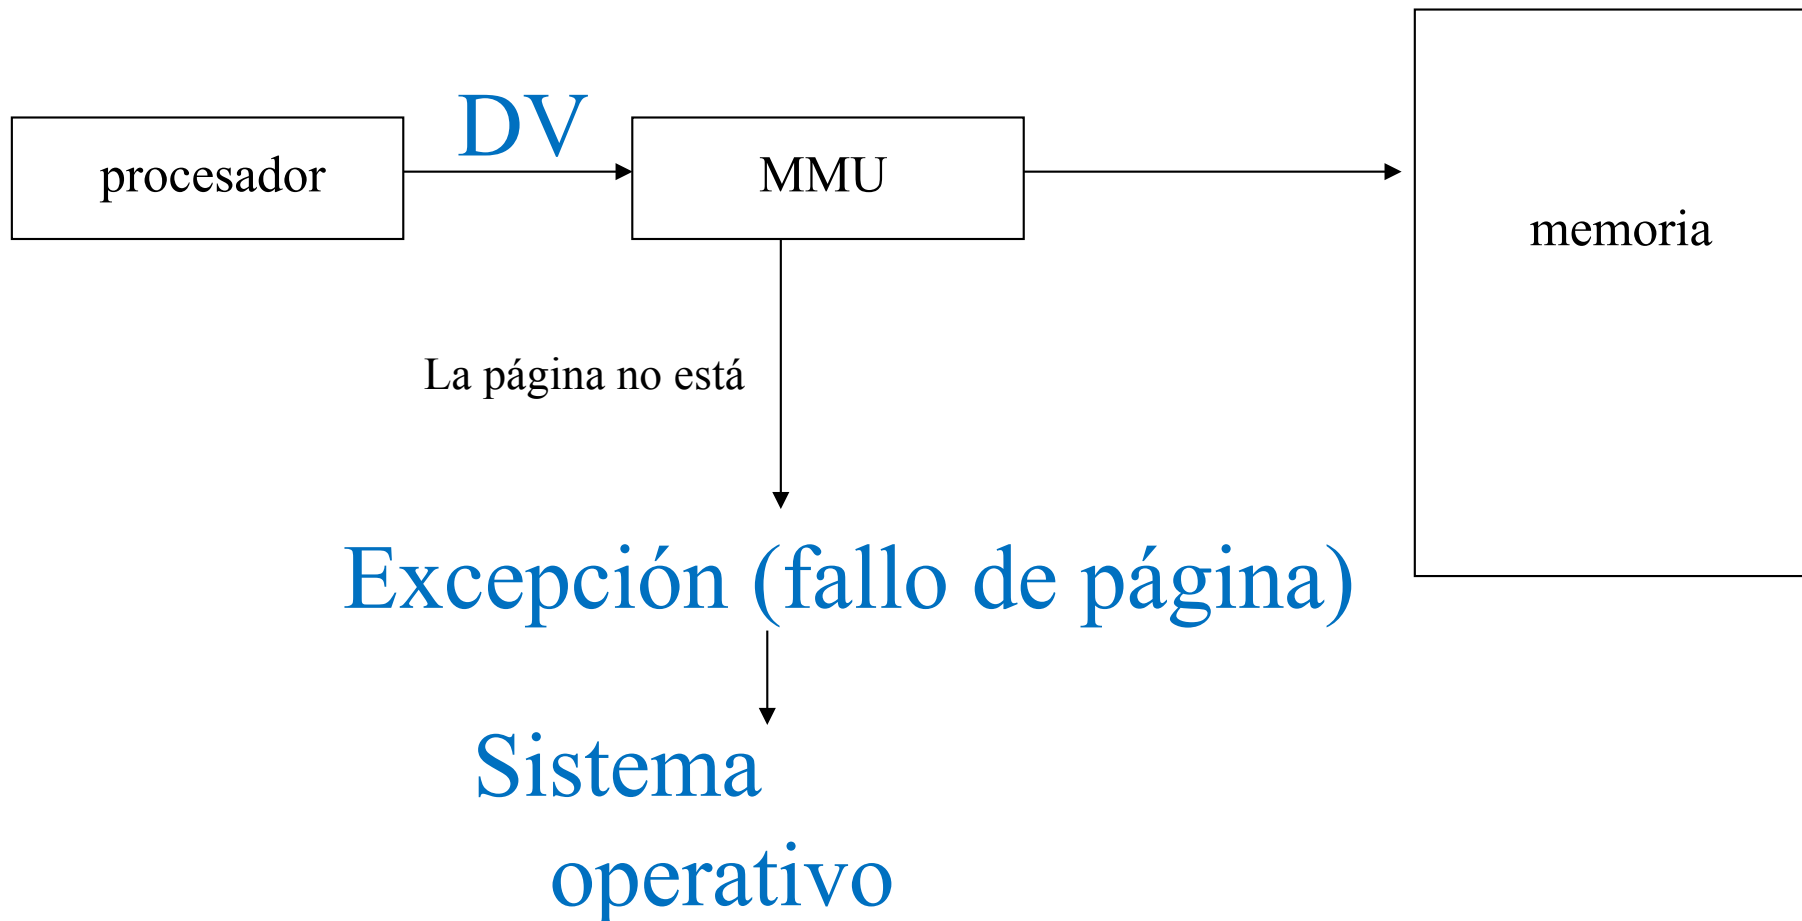 DV
procesador
MMU
memoria
La página no está
Excepción (fallo de página)
Sistema
operativo